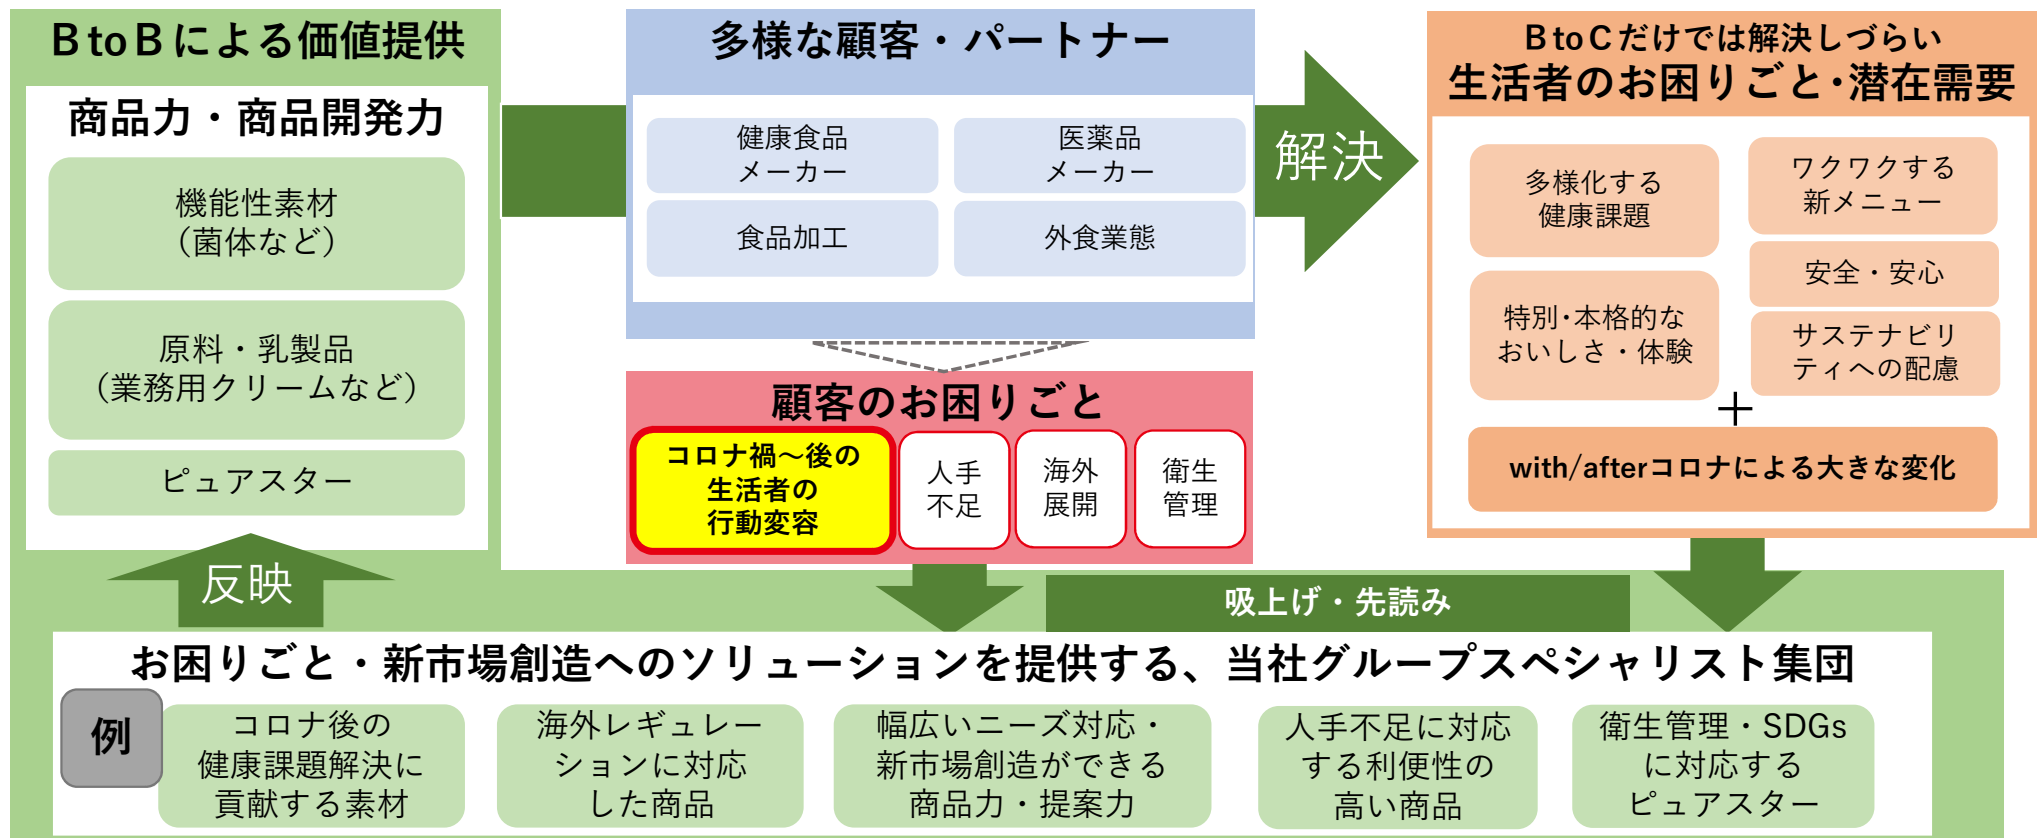 BtoBによる価値提供
商品力・商品開発力
機能性素材
（菌体など）
原料・乳製品
（業務用クリームなど）
ピュアスター
反映
多様な顧客・パートナー
健康食品
メーカー
医薬品
メーカー
食品加工
外食業態
解決
顧客のお困りごと
コロナ禍～後の
生活者の
行動変容
人手
不足
海外
展開
衛生
管理
BtoCだけでは解決しづらい
生活者のお困りごと・潜在需要
多様化する
健康課題
ワクワクする
新メニュー
安全・安心
特別・本格的な
おいしさ・体験
サステナビリ
ティへの配慮
＋
with/afterコロナによる大きな変化
吸上げ・先読み
お困りごと・新市場創造へのソリューションを提供する、当社グループスペシャリスト集団
例
コロナ後の
健康課題解決に
貢献する素材
海外レギュレー
ションに対応
した商品
幅広いニーズ対応・
新市場創造ができる
商品力・提案力
人手不足に対応
する利便性の
高い商品
衛生管理・SDGs
に対応する
ピュアスター